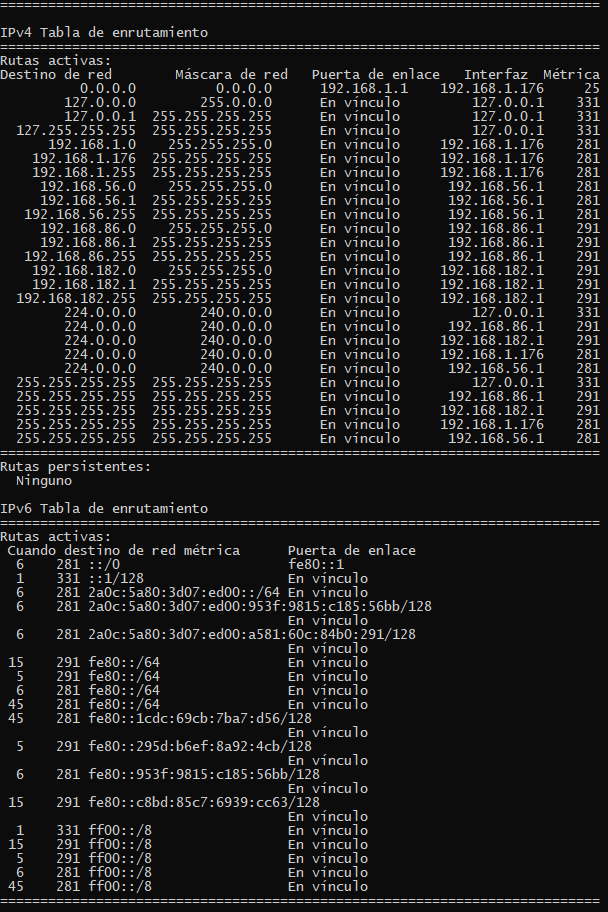 ===========================================================================
IPv4 Tabla de enrutamiento
===========================================================================
Rutas activas:
Destino de red        Máscara de red   Puerta de enlace   Interfaz  Métrica
          0.0.0.0          0.0.0.0      192.168.1.1    192.168.1.176     25
        127.0.0.0        255.0.0.0      En vínculo         127.0.0.1    331
        127.0.0.1  255.255.255.255      En vínculo         127.0.0.1    331
  127.255.255.255  255.255.255.255      En vínculo         127.0.0.1    331
      192.168.1.0    255.255.255.0      En vínculo     192.168.1.176    281
    192.168.1.176  255.255.255.255      En vínculo     192.168.1.176    281
    192.168.1.255  255.255.255.255      En vínculo     192.168.1.176    281
     192.168.56.0    255.255.255.0      En vínculo      192.168.56.1    281
     192.168.56.1  255.255.255.255      En vínculo      192.168.56.1    281
   192.168.56.255  255.255.255.255      En vínculo      192.168.56.1    281
     192.168.86.0    255.255.255.0      En vínculo      192.168.86.1    291
     192.168.86.1  255.255.255.255      En vínculo      192.168.86.1    291
   192.168.86.255  255.255.255.255      En vínculo      192.168.86.1    291
    192.168.182.0    255.255.255.0      En vínculo     192.168.182.1    291
    192.168.182.1  255.255.255.255      En vínculo     192.168.182.1    291
  192.168.182.255  255.255.255.255      En vínculo     192.168.182.1    291
        224.0.0.0        240.0.0.0      En vínculo         127.0.0.1    331
        224.0.0.0        240.0.0.0      En vínculo      192.168.86.1    291
        224.0.0.0        240.0.0.0      En vínculo     192.168.182.1    291
        224.0.0.0        240.0.0.0      En vínculo     192.168.1.176    281
        224.0.0.0        240.0.0.0      En vínculo      192.168.56.1    281
  255.255.255.255  255.255.255.255      En vínculo         127.0.0.1    331
  255.255.255.255  255.255.255.255      En vínculo      192.168.86.1    291
  255.255.255.255  255.255.255.255      En vínculo     192.168.182.1    291
  255.255.255.255  255.255.255.255      En vínculo     192.168.1.176    281
  255.255.255.255  255.255.255.255      En vínculo      192.168.56.1    281
===========================================================================
Rutas persistentes:
  Ninguno
IPv6 Tabla de enrutamiento
===========================================================================
Rutas activas:
 Cuando destino de red métrica      Puerta de enlace
  6    281 ::/0                     fe80::1
  1    331 ::1/128                  En vínculo
  6    281 2a0c:5a80:3d07:ed00::/64 En vínculo
  6    281 2a0c:5a80:3d07:ed00:953f:9815:c185:56bb/128
                                    En vínculo
  6    281 2a0c:5a80:3d07:ed00:a581:60c:84b0:291/128
                                    En vínculo
 15    291 fe80::/64                En vínculo
  5    291 fe80::/64                En vínculo
  6    281 fe80::/64                En vínculo
 45    281 fe80::/64                En vínculo
 45    281 fe80::1cdc:69cb:7ba7:d56/128
                                    En vínculo
  5    291 fe80::295d:b6ef:8a92:4cb/128
                                    En vínculo
  6    281 fe80::953f:9815:c185:56bb/128
                                    En vínculo
 15    291 fe80::c8bd:85c7:6939:cc63/128
                                    En vínculo
  1    331 ff00::/8                 En vínculo
 15    291 ff00::/8                 En vínculo
  5    291 ff00::/8                 En vínculo
  6    281 ff00::/8                 En vínculo
 45    281 ff00::/8                 En vínculo
===========================================================================